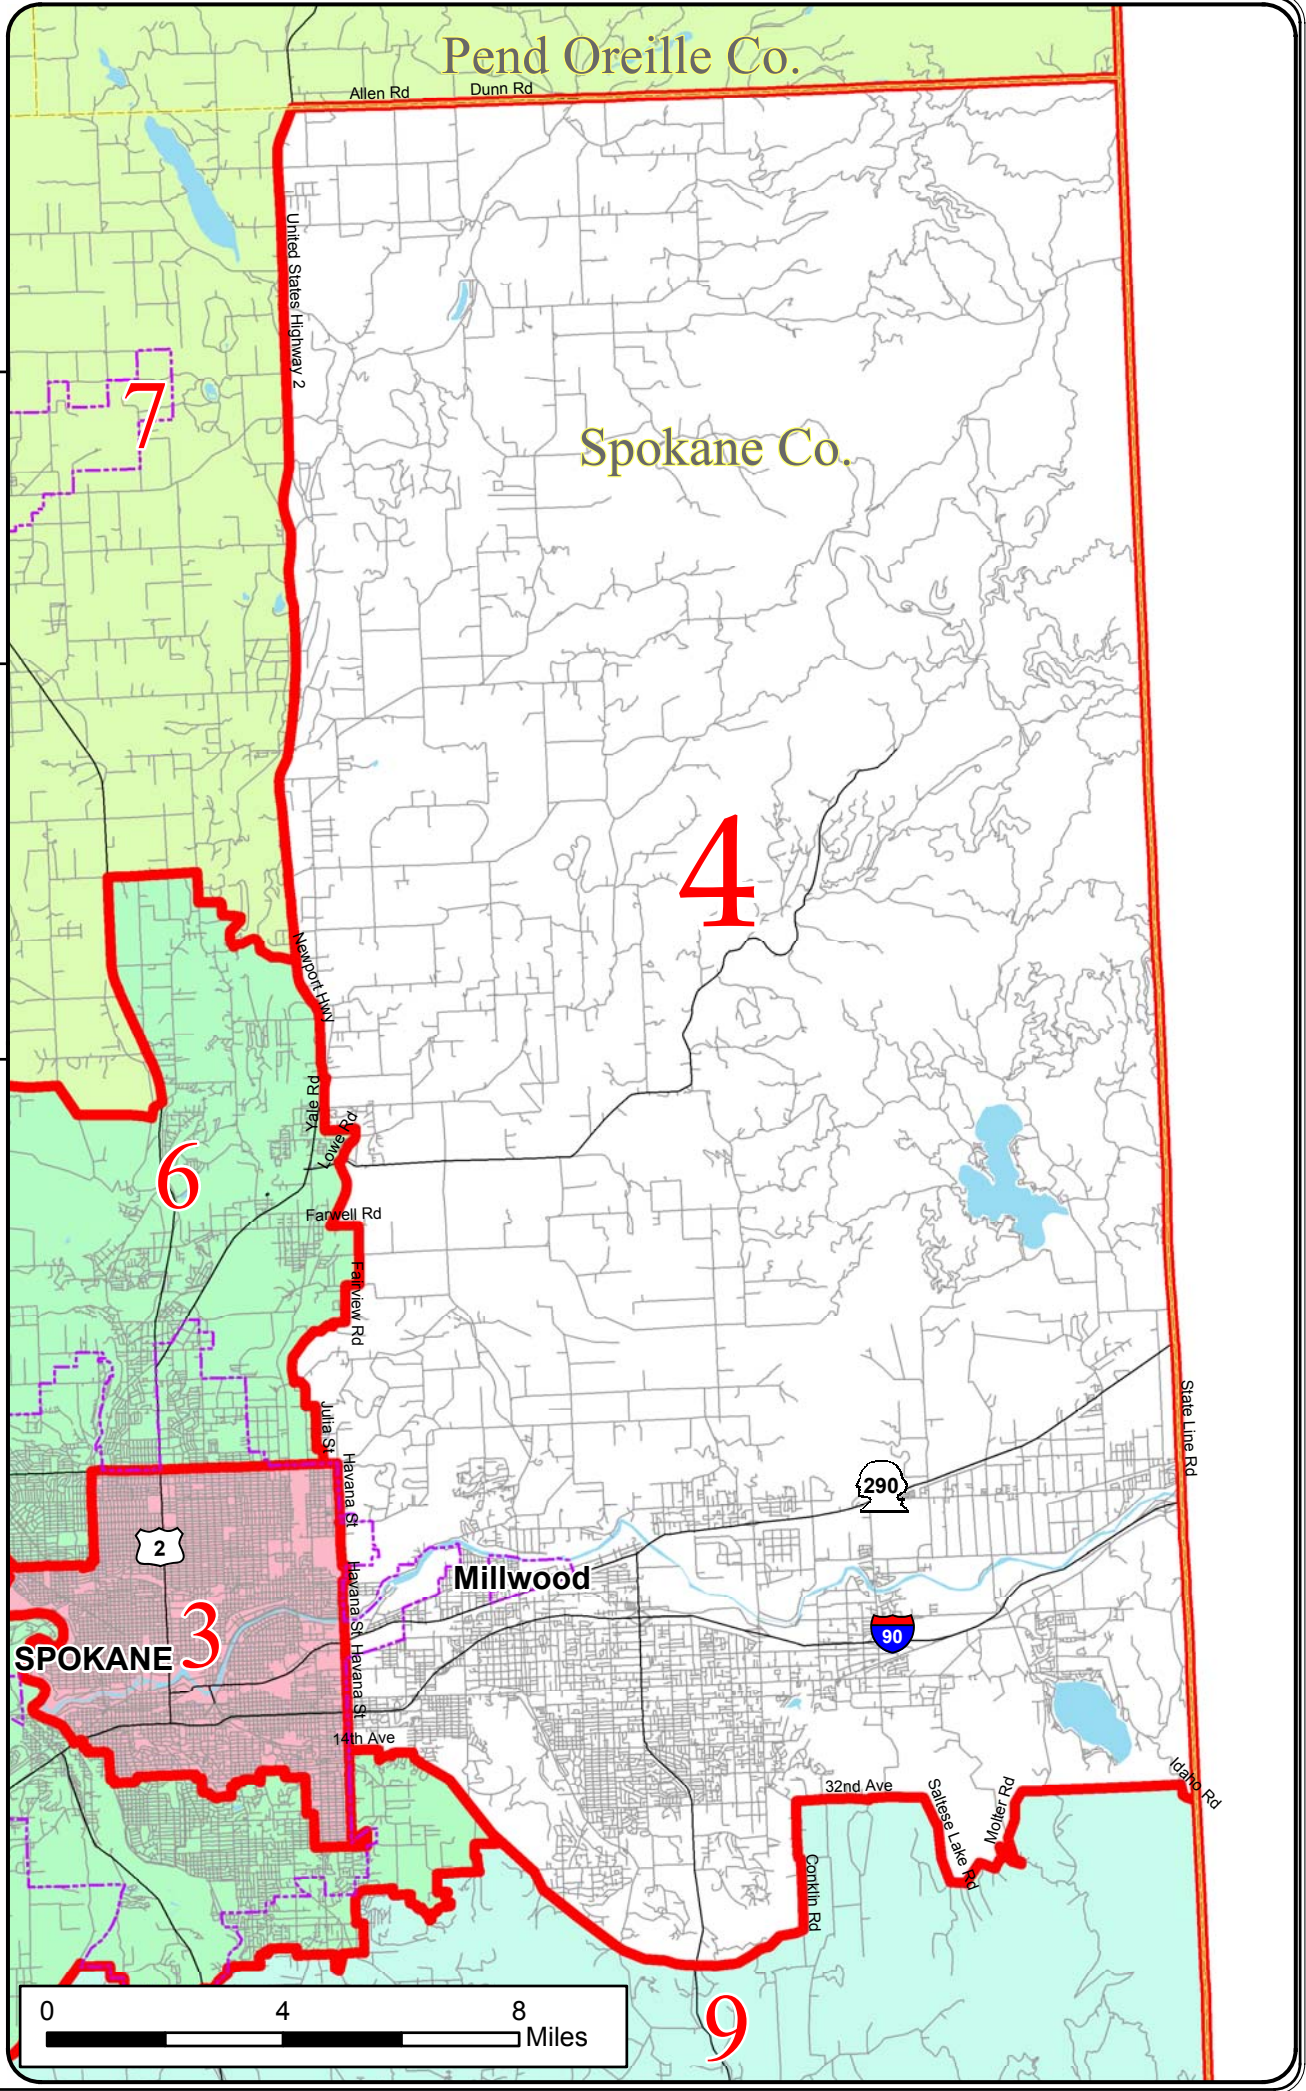 Pend Oreille Co.
Allen Rd
Dunn Rd
United States Highway 2
7
Spokane Co.
4
Newport Hwy
Yale Rd
Lowe Rd
6
Farwell Rd
Fairview Rd
State Line Rd
Julia St
Havana St
290
2
Havana St
Millwood
3
90
SPOKANE
Havana St
14th Ave
Idaho Rd
32nd Ave
Saltese Lake Rd
Molter Rd
Conklin Rd
9
0 4 8
Miles